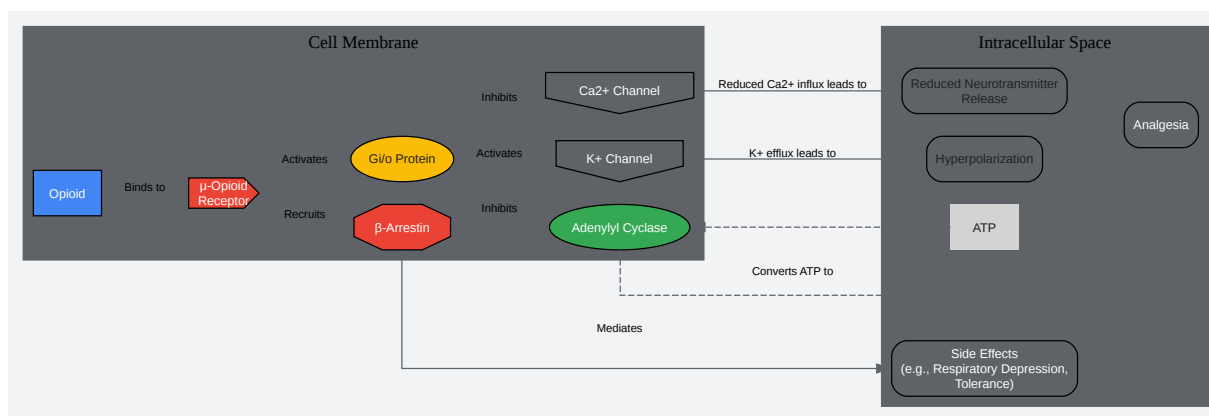 Cell Membrane
Intracellular Space
Inhibits
Ca2+ Channel
Reduced Ca2+ influx leads to
Reduced Neurotransmitter
Release
Analgesia
Activates
Gi/o Protein
Activates
K+ Channel
K+ efflux leads to
Hyperpolarization
Opioid
Binds to
μ-Opioid
Receptor
Recruits
β-Arrestin
Inhibits
Adenylyl Cyclase
ATP
Converts ATP to
Mediates
Side Effects
(e.g., Respiratory Depression,
Tolerance)